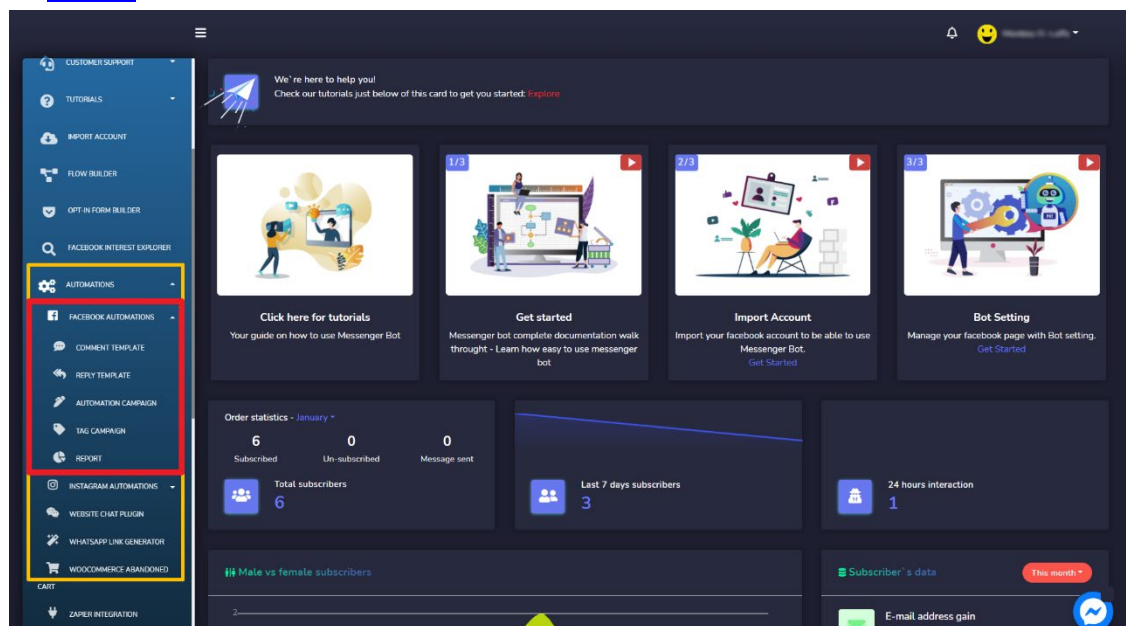 CUSTOMER SUPPORT
TUTORIALS
IMPORT ACCOUNT
FLOW BUILDER
OPT-IN FORM BUILDER
FACEBOOK INTEREST EXPLORER
AUTOMATIONS
FACEBOOK AUTOMATIONS
COMMENT TEMPLATE
REPLY TEMPLATE
AUTOMATION CAMPAIGN
TAG CAMPAIGN
REPORT
INSTAGRAM AUTOMATIONS
WEBSITE CHAT PLUGIN
WHATSAPP LINK GENERATOR
WOOCOMMERCE ABANDONED
CART
ZAPIER INTEGRATION
We`re here to help you!
Check our tutorials just below of this card to get you started: Explore
Click here for tutorials
Your guide on how to use Messenger Bot
1/3
Get started
Messenger bot complete documentation walk
throught - Learn how easy to use messenger
bot
2/3
Import Account
Import your facebook account to be able to use
Messenger Bot.
Get Started
3/3
Bot Setting
Manage your facebook page with Bot setting.
Get Started
Order statistics - January
6 0 0
Subscribed Un-subscribed Message sent
Total subscribers
6
Last 7 days subscribers
3
24 hours interaction
1
Male vs female subscribers
2
Subscriber`s data
This month
E-mail address gain